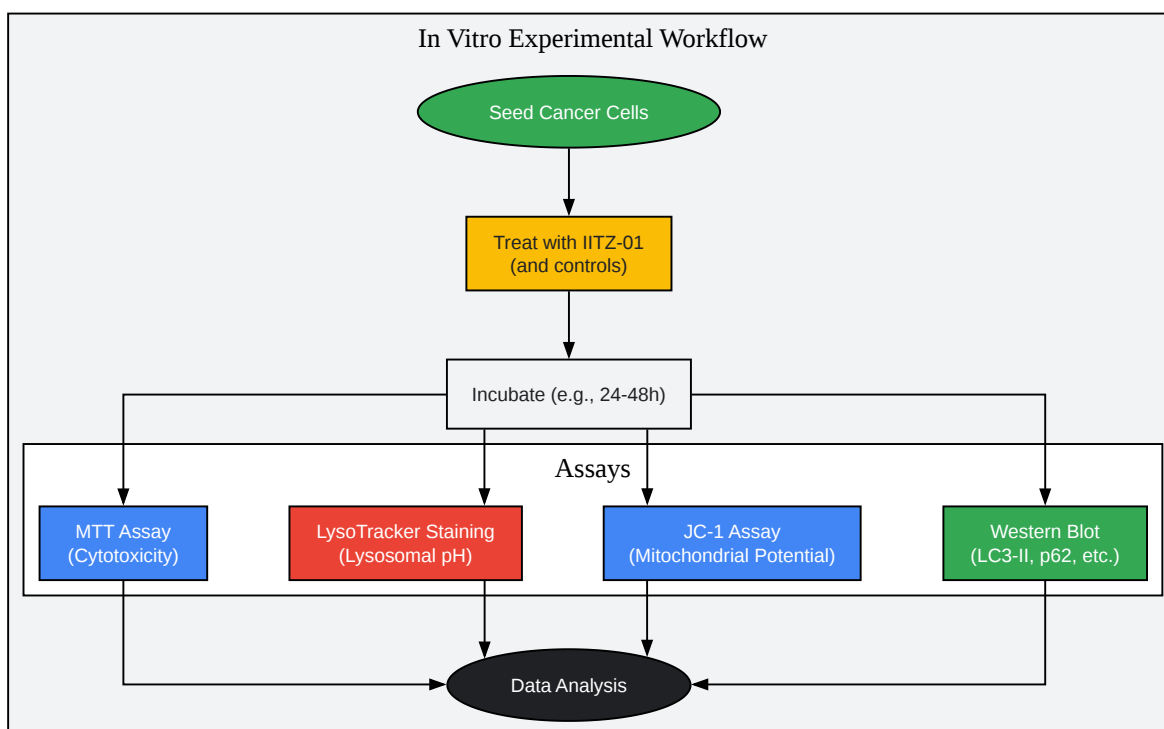 In Vitro Experimental Workflow
Seed Cancer Cells
Treat with IITZ-01
(and controls)
Incubate (e.g., 24-48h)
Assays
MTT Assay
(Cytotoxicity)
LysoTracker Staining
(Lysosomal pH)
JC-1 Assay
(Mitochondrial Potential)
Western Blot
(LC3-II, p62, etc.)
Data Analysis